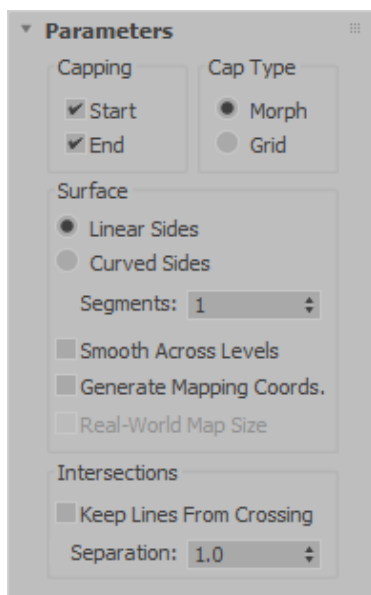 Parameters
Capping
Start
End
Cap Type
Morph
Grid
Surface
Linear Sides
Curved Sides
Segments: 1
Smooth Across Levels
Generate Mapping Coords.
Real-World Map Size
Intersections
Keep Lines From Crossing
Separation: 1.0